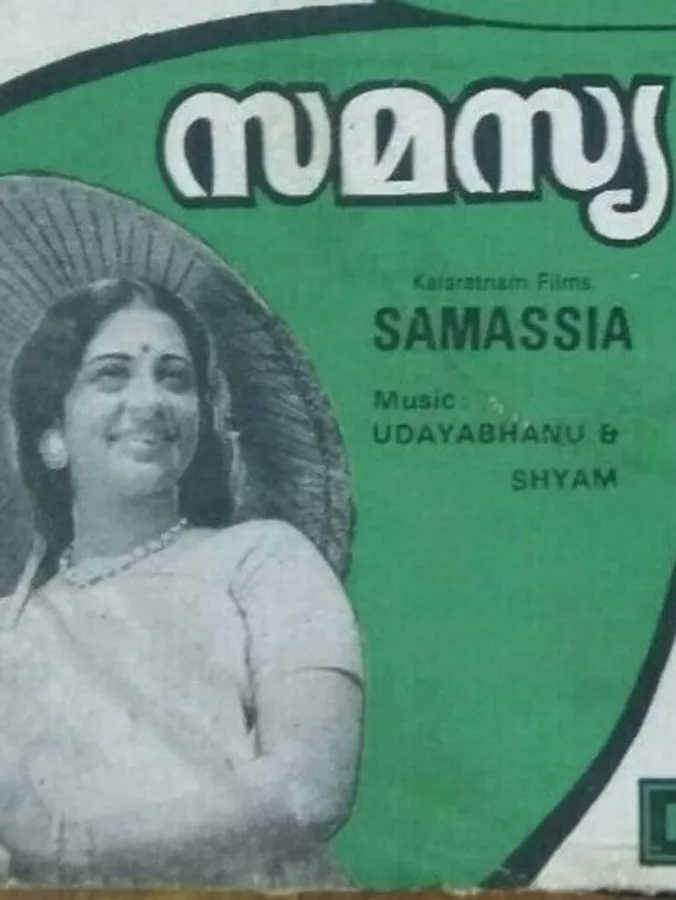 സമസ്യ
Kalaratnam Films
SAMASSIA
Music:
UDAYABHANU &
SHYAM